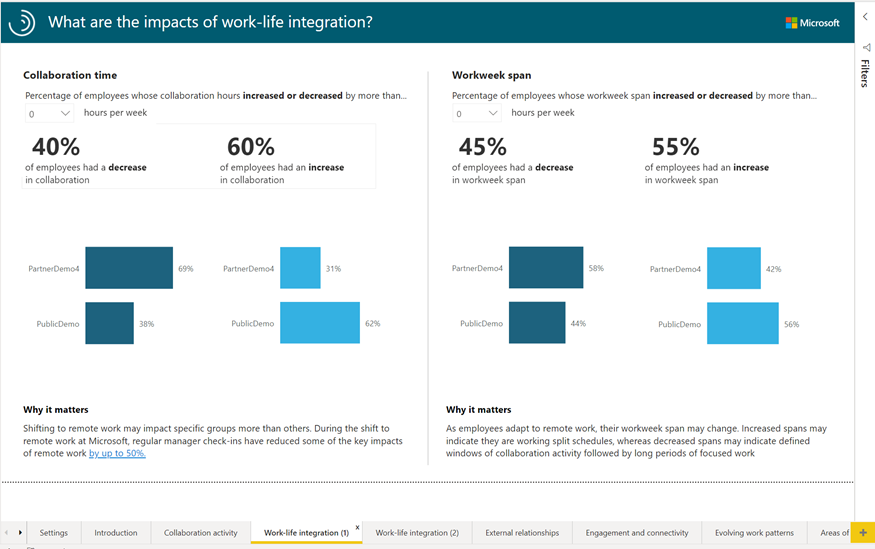 What are the impacts of work-life integration?
Microsoft
Filters
Collaboration time
Percentage of employees whose collaboration hours increased or decreased by more than...
0 hours per week
40%
of employees had a decrease
in collaboration
60%
of employees had an increase
in collaboration
PartnerDemo4 69%
PublicDemo 38%
PartnerDemo4 31%
PublicDemo 62%
Why it matters
Shifting to remote work may impact specific groups more than others. During the shift to
remote work at Microsoft, regular manager check-ins have reduced some of the key impacts
of remote work by up to 50%.
Workweek span
Percentage of employees whose workweek span increased or decreased by more than...
0 hours per week
45%
of employees had a decrease
in workweek span
55%
of employees had an increase
in workweek span
PartnerDemo4 58%
PublicDemo 44%
PartnerDemo4 42%
PublicDemo 56%
Why it matters
As employees adapt to remote work, their workweek span may change. Increased spans may
indicate they are working split schedules, whereas decreased spans may indicate defined
windows of collaboration activity followed by long periods of focused work
Settings
Introduction
Collaboration activity
Work-life integration (1) x
Work-life integration (2)
External relationships
Engagement and connectivity
Evolving work patterns
Areas of
+